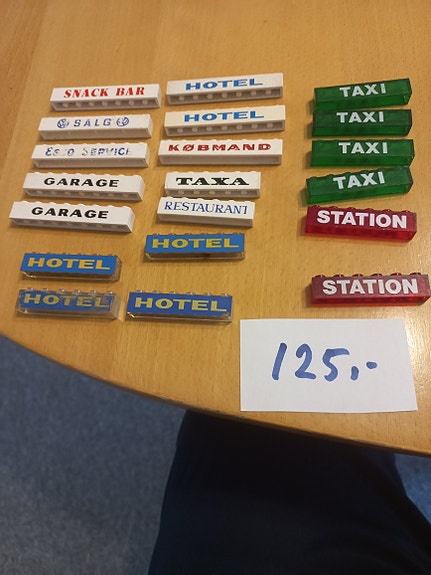 SNACK BAR
SALG
Esso SERVICE
GARAGE
GARAGE
HOTEL
HOTEL
HOTEL
HOTEL
KØBMAND
TAXA
RESTAURANT
HOTEL
HOTEL
TAXI
TAXI
TAXI
TAXI
STATION
STATION
125,-